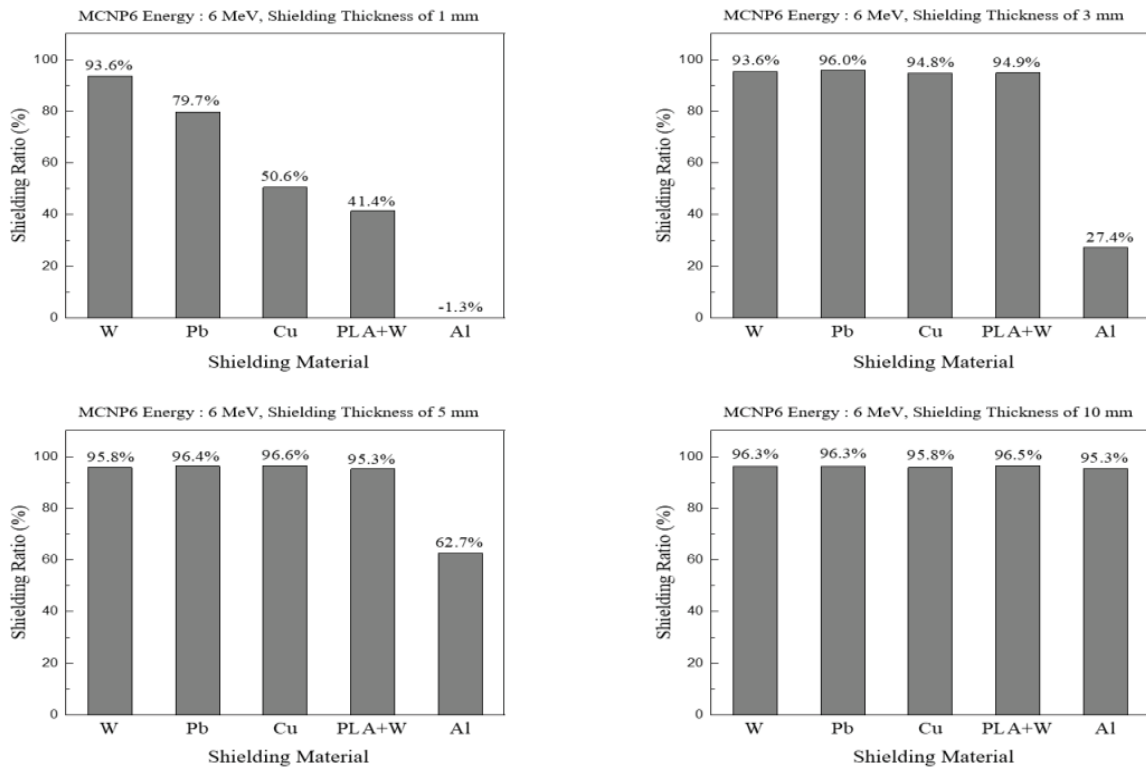 MCNP6 Energy : 6 MeV, Shielding Thickness of 1 mm
Shielding Ratio (%)
100
80
60
40
20
0
93.6%
79.7%
50.6%
41.4%
-1.3%
W Pb Cu PLA+W Al
Shielding Material
MCNP6 Energy : 6 MeV, Shielding Thickness of 3 mm
Shielding Ratio (%)
100
80
60
40
20
0
93.6%
96.0%
94.8%
94.9%
27.4%
W Pb Cu PLA+W Al
Shielding Material
MCNP6 Energy : 6 MeV, Shielding Thickness of 5 mm
Shielding Ratio (%)
100
80
60
40
20
0
95.8%
96.4%
96.6%
95.3%
62.7%
W Pb Cu PLA+W Al
Shielding Material
MCNP6 Energy : 6 MeV, Shielding Thickness of 10 mm
Shielding Ratio (%)
100
80
60
40
20
0
96.3%
96.3%
95.8%
96.5%
95.3%
W Pb Cu PLA+W Al
Shielding Material